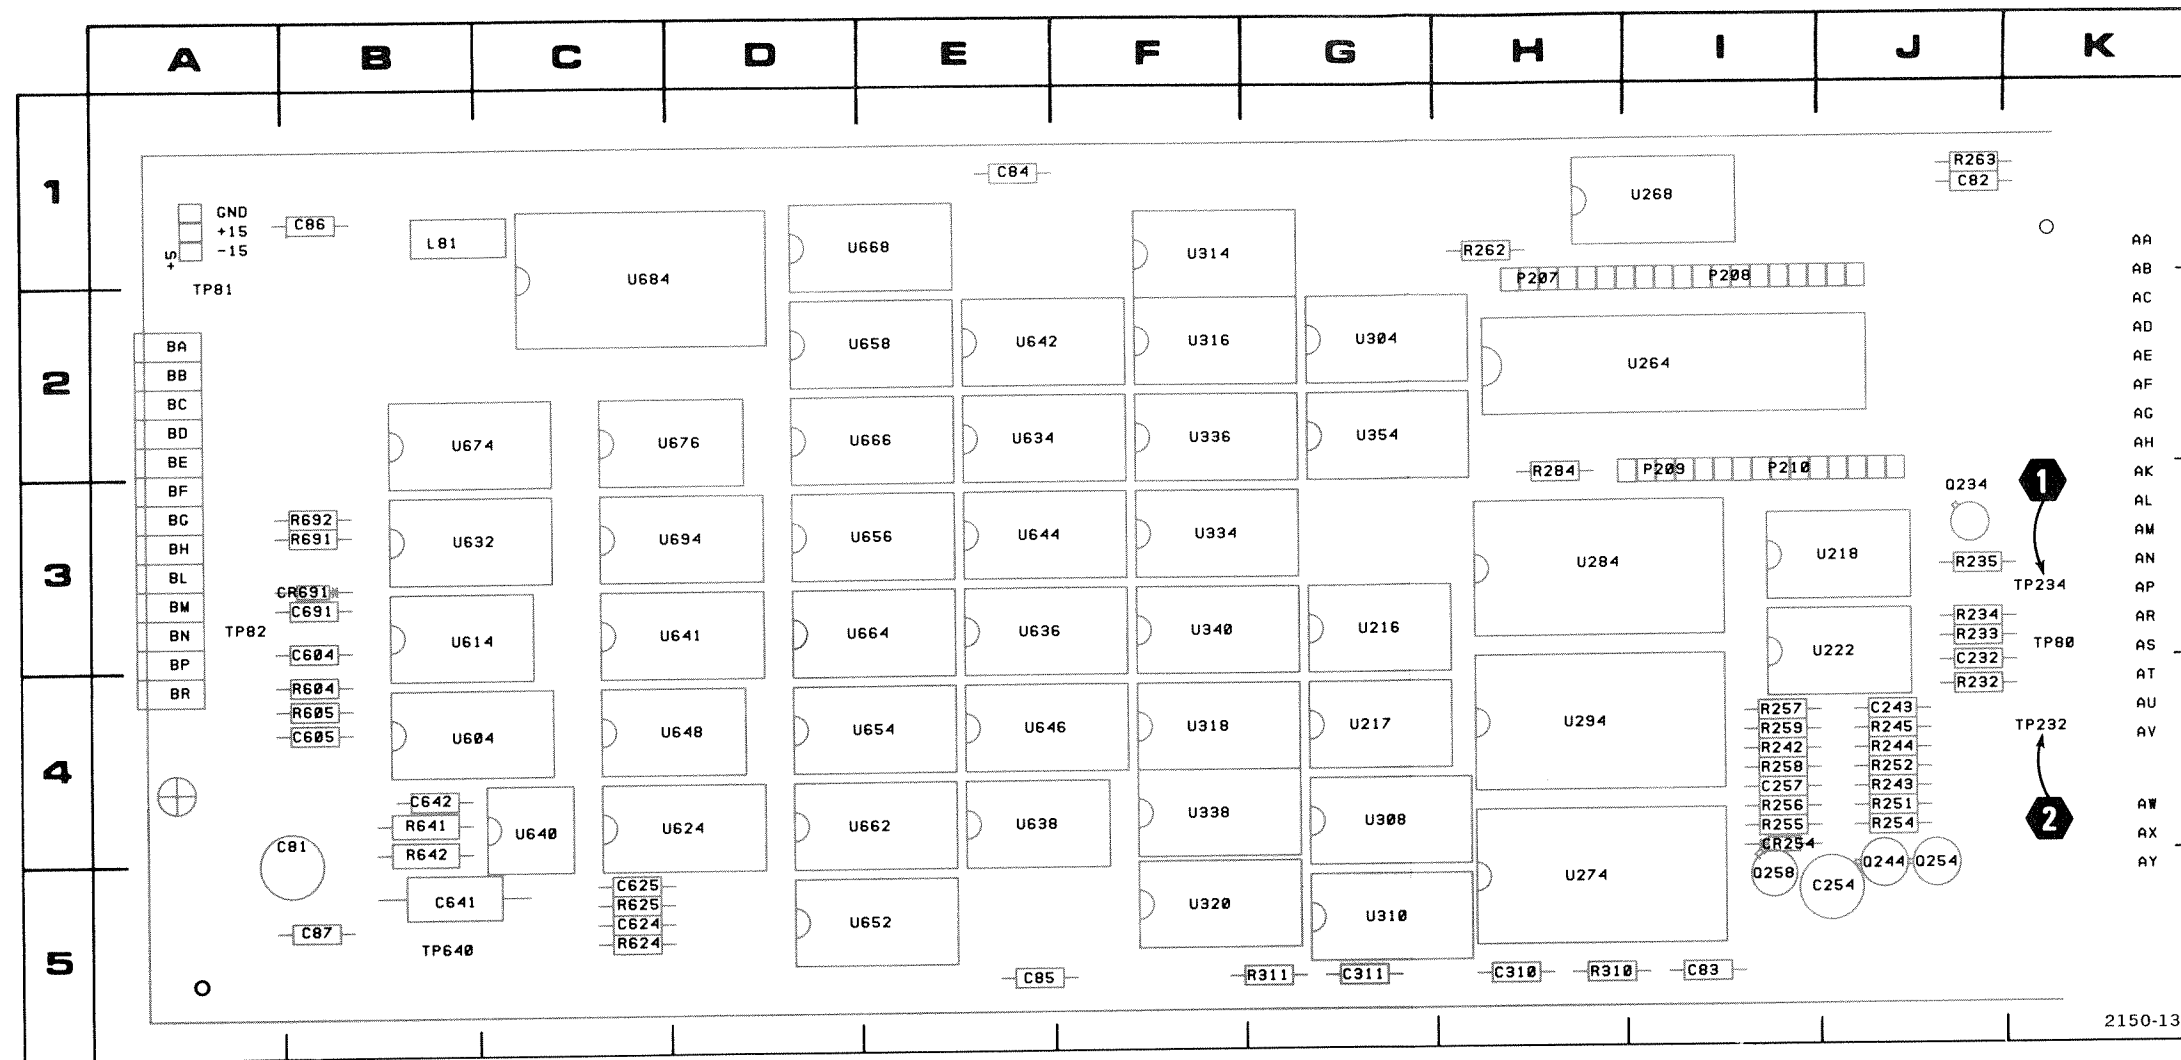 A B C D E F G H I J K
1
2
3
4
5
GND
+15
-15
+5
TP81
C86
L81
U684
U668
C84
U314
R262
U268
R263
C82
P207
P208
AA
AB
AC
AD
AE
AF
AG
AH
AK
AL
AM
AN
AP
AR
AS
AT
AU
AV
AW
AX
AY
BA
BB
BC
BD
BE
BF
BG
BH
BL
BM
BN
BP
BR
U658
U642
U316
U304
U264
U674
U676
U666
U634
U336
U354
R284
P209
P210
Q234
1
R692
R691
U632
U694
U656
U644
U334
U284
U218
R235
TP234
CR691
C691
TP82
C604
U614
U641
U664
U636
U340
U216
U222
R234
R233
C232
R232
TP80
R604
R605
C605
U604
U648
U654
U646
U318
U217
U294
R257
R259
R242
R258
C257
R256
R255
CR254
C243
R245
R244
R252
R243
R251
R254
TP232
2
C642
R641
R642
U640
U624
U662
U638
U338
U308
U274
Q258
C254
Q244
Q254
C81
C641
C87
TP640
C625
R625
C624
R624
U652
C85
U320
U310
R311
C311
C310
R310
C83
2150-13